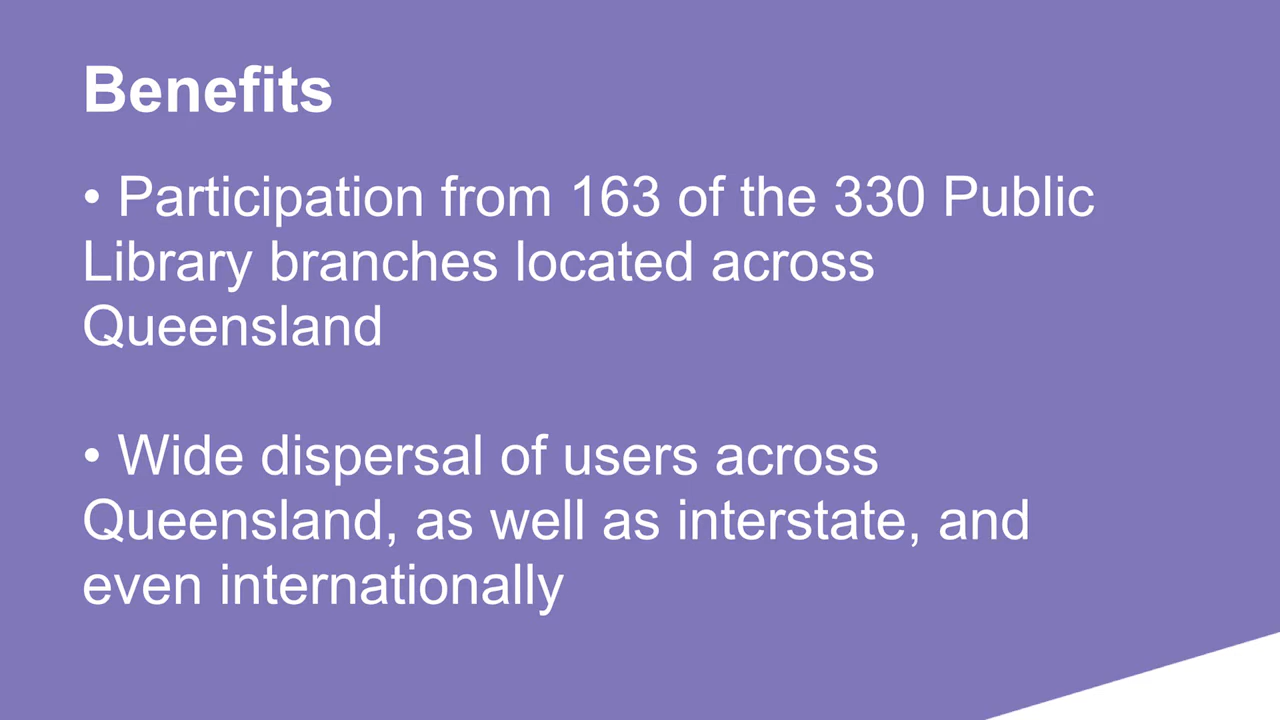 Benefits
• Participation from 163 of the 330 Public
Library branches located across
Queensland
• Wide dispersal of users across
Queensland, as well as interstate, and
even internationally